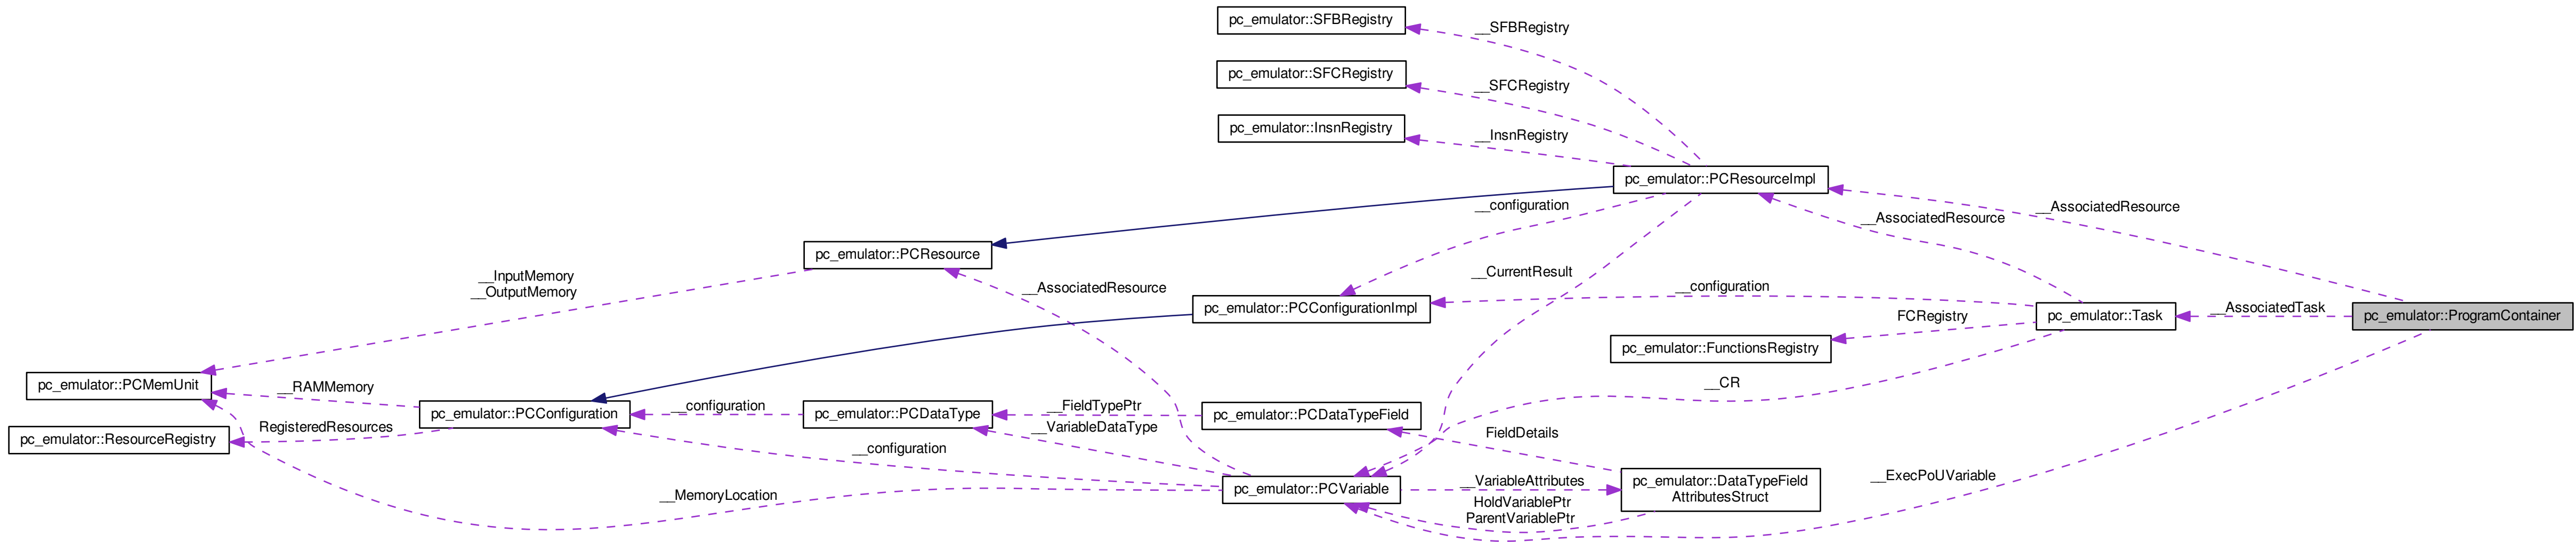 pc_emulator::SFBRegistry
__SFBRegistry
pc_emulator::SFCRegistry
__SFCRegistry
pc_emulator::InsnRegistry
__InsnRegistry
pc_emulator::PCResourceImpl
__configuration
__AssociatedResource
__AssociatedResource
pc_emulator::PCResource
__InputMemory
__OutputMemory
__CurrentResult
__AssociatedResource
__configuration
pc_emulator::PCConfigurationImpl
__AssociatedTask
pc_emulator::Task
pc_emulator::ProgramContainer
FCRegistry
pc_emulator::FunctionsRegistry
pc_emulator::PCMemUnit
__RAMMemory
__CR
pc_emulator::PCConfiguration
__configuration
pc_emulator::PCDataType
__FieldTypePtr
pc_emulator::PCDataTypeField
pc_emulator::ResourceRegistry
RegisteredResources
__VariableDataType
FieldDetails
__configuration
__ExecPoUVariable
pc_emulator::PCVariable
__VariableAttributes
pc_emulator::DataTypeField
AttributesStruct
__MemoryLocation
HoldVariablePtr
ParentVariablePtr